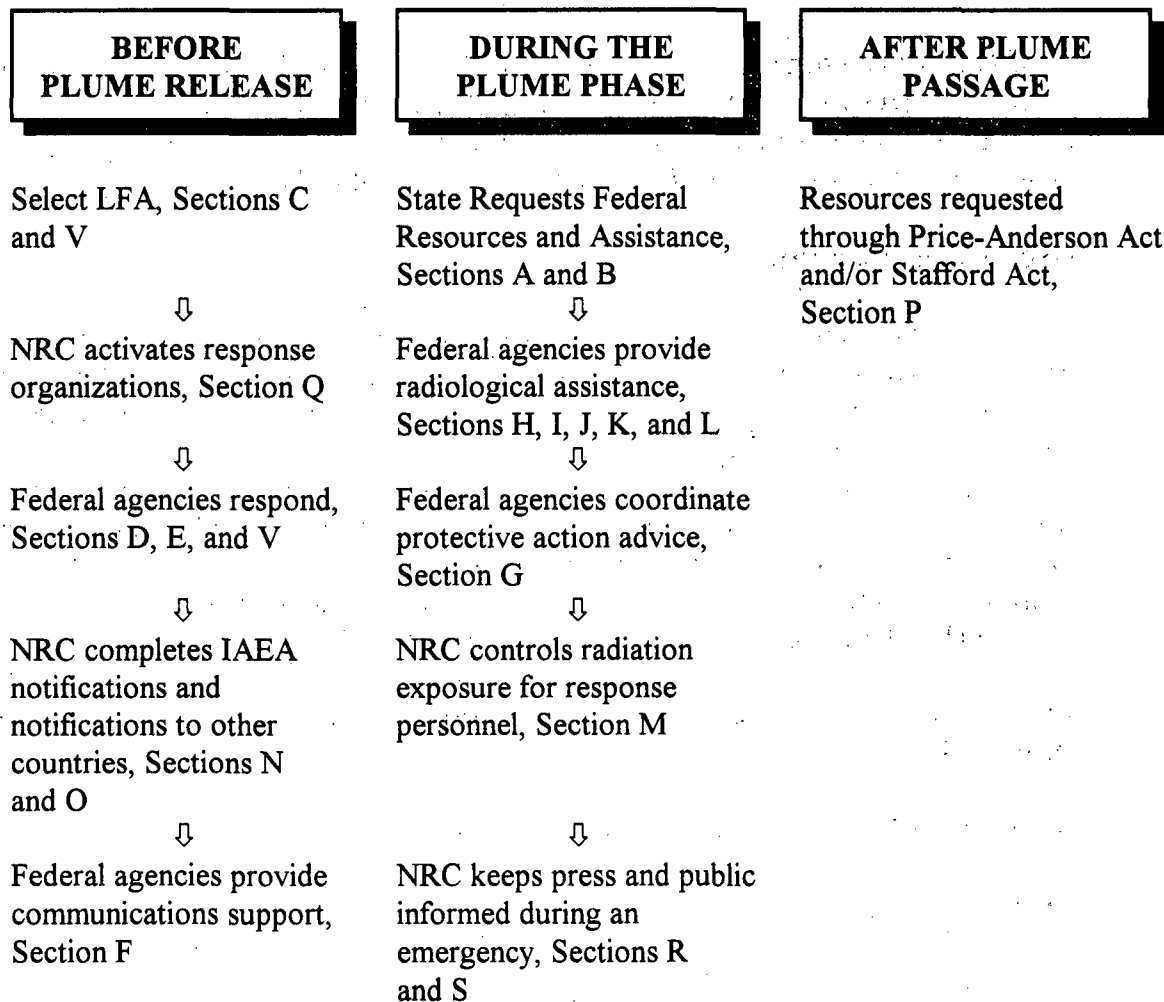 BEFORE
PLUME RELEASE
Select LFA, Sections C
and V
⇩
NRC activates response
organizations, Section Q
⇩
Federal agencies respond,
Sections D, E, and V
⇩
NRC completes IAEA
notifications and
notifications to other
countries, Sections N
and O
⇩
Federal agencies provide
communications support,
Section F
DURING THE
PLUME PHASE
State Requests Federal
Resources and Assistance,
Sections A and B
⇩
Federal agencies provide
radiological assistance,
Sections H, I, J, K, and L
⇩
Federal agencies coordinate
protective action advice,
Section G
⇩
NRC controls radiation
exposure for response
personnel, Section M
⇩
NRC keeps press and public
informed during an
emergency, Sections R
and S
AFTER PLUME
PASSAGE
Resources requested
through Price-Anderson Act
and/or Stafford Act,
Section P